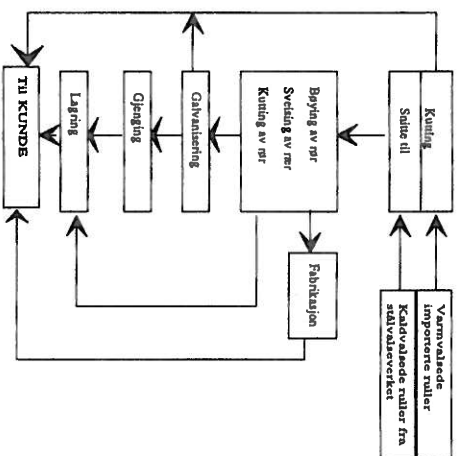 Varmvalsede
importerte ruller
Kaldvalsede ruller fra
stålvalseverket
Kutting
Snitte til
Bøying av rør
Sveising av rør
Kutting av rør
Fabrikasjon
Galvanisering
Gjenging
Lagring
Til KUNDE